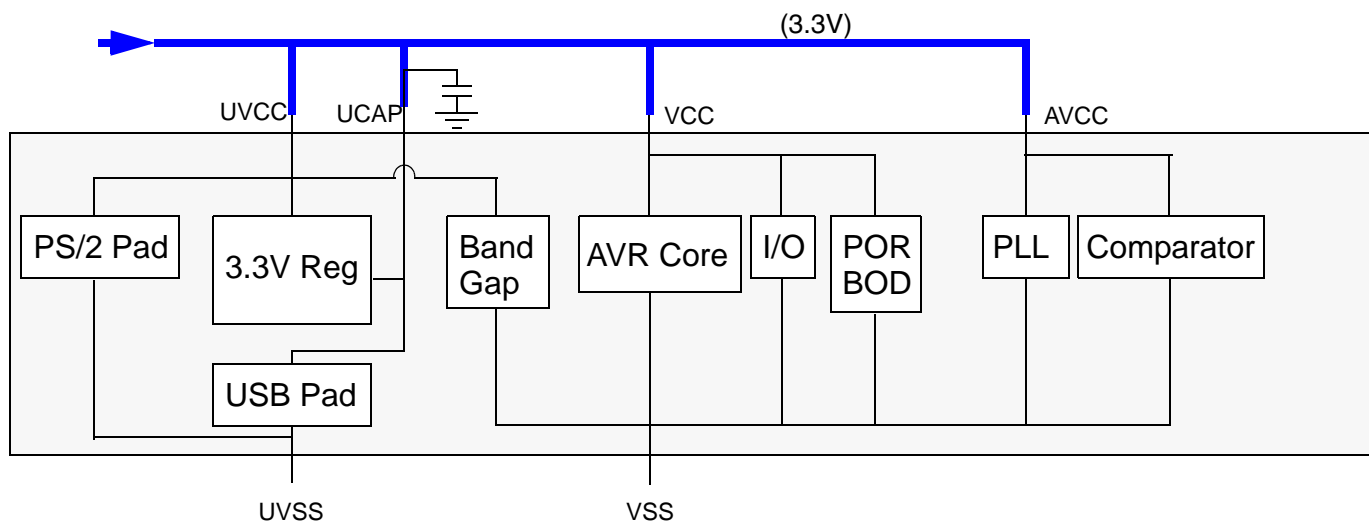 (3.3V)
UVCC
UCAP
VCC
AVCC
PS/2 Pad
3.3V Reg
Band
Gap
AVR Core
I/O
POR
BOD
PLL
Comparator
USB Pad
UVSS
VSS